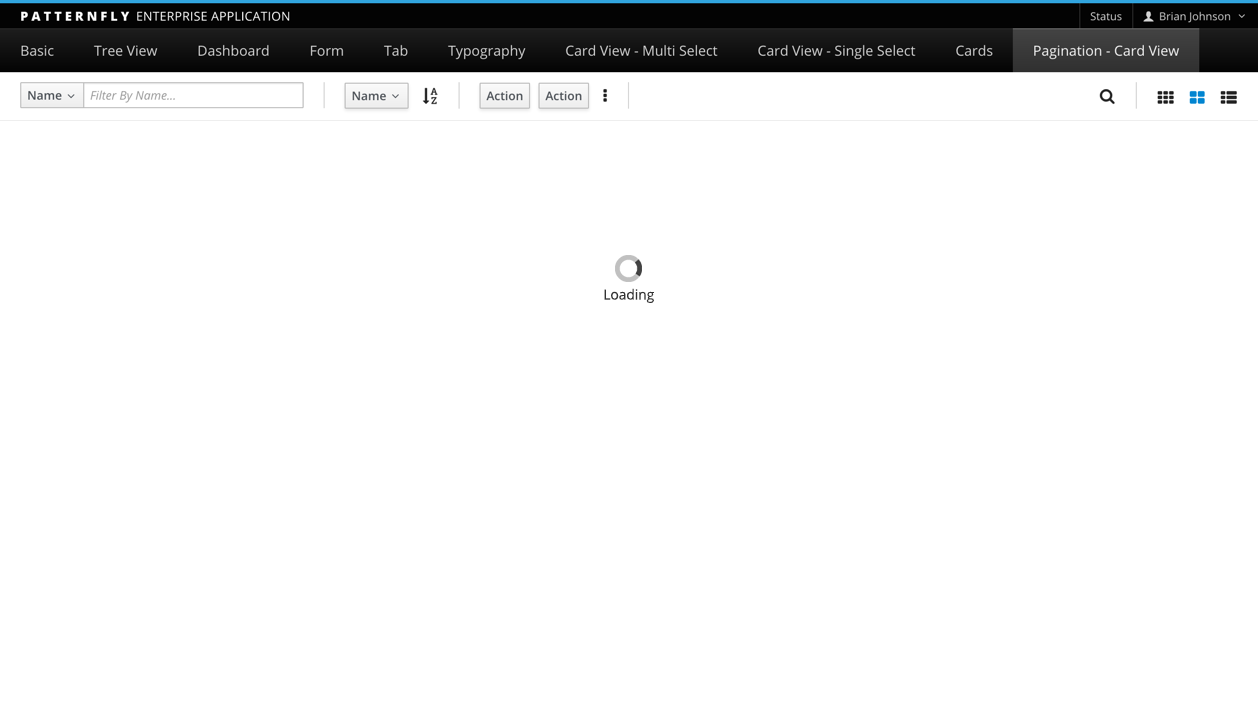 PATTERNFLY ENTERPRISE APPLICATION Status Brian Johnson
Basic Tree View Dashboard Form Tab Typography Card View - Multi Select Card View - Single Select Cards Pagination - Card View
Name Filter By Name... Name A Z Action Action
Loading